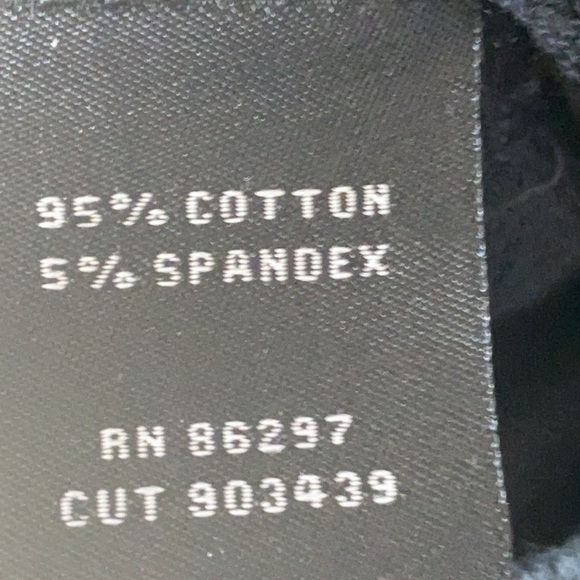 95% COTTON
5% SPANDEX
RN 86297
CUT 903439